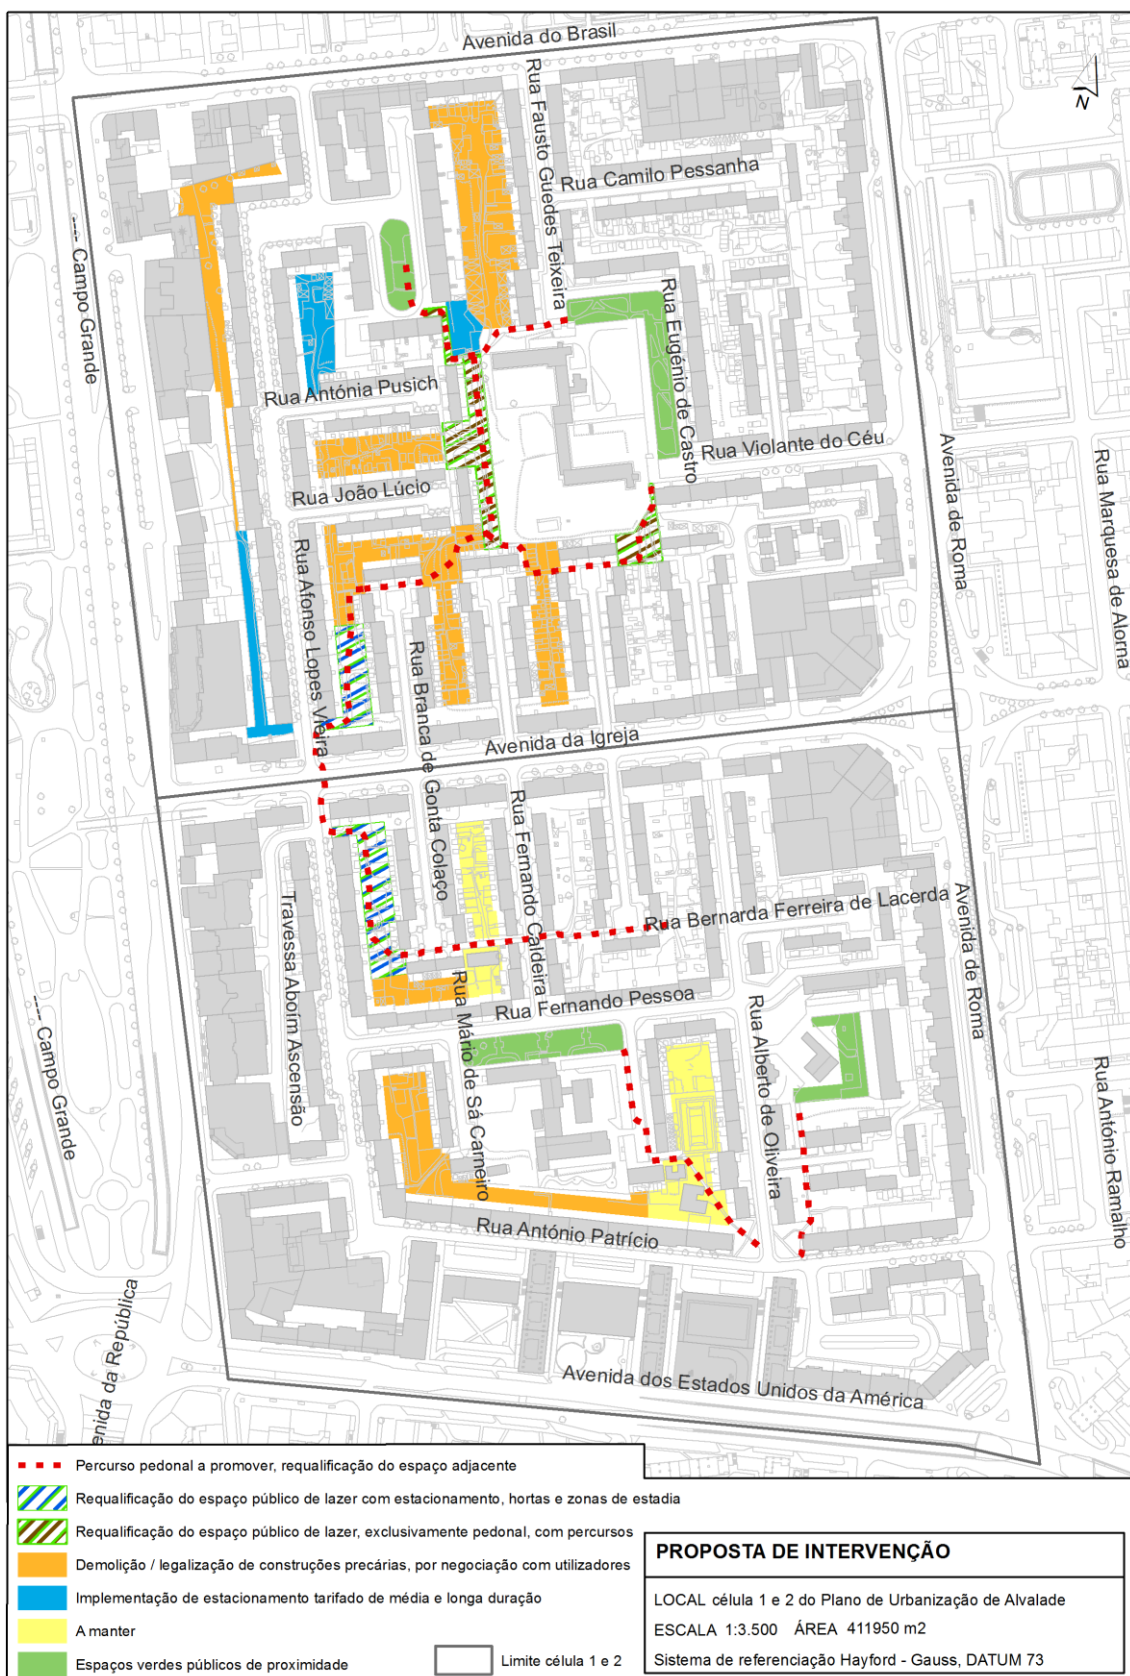 Avenida do Brasil
N
Rua Fausto Guedes Teixeira
Rua Camilo Pessanha
---- Campo Grande
Rua Eugénio de Castro
Rua Antónia Pusich
Rua Violante do Céu
Rua João Lúcio
Avenida de Roma
Rua Marquesa de Alorna
Rua Afonso Lopes Vieira
Rua Branca de Gonta Colaço
Avenida da Igreja
Rua Fernando Caldeira
Travessa Aboim Ascensão
Rua Bernarda Ferreira de Lacerda
Avenida de Roma
Rua Mário de Sá Carneiro
Rua Fernando Pessoa
Rua Alberto de Oliveira
---- Campo Grande
Rua António Ramalho
Rua António Patrício
enida da República
Avenida dos Estados Unidos da América
Percurso pedonal a promover, requalificação do espaço adjacente
Requalificação do espaço público de lazer com estacionamento, hortas e zonas de estadia
Requalificação do espaço público de lazer, exclusivamente pedonal, com percursos
Demolição / legalização de construções precárias, por negociação com utilizadores
Implementação de estacionamento tarifado de média e longa duração
A manter
Espaços verdes públicos de proximidade
Limite célula 1 e 2
PROPOSTA DE INTERVENÇÃO
LOCAL célula 1 e 2 do Plano de Urbanização de Alvalade
ESCALA 1:3.500 ÁREA 411950 m2
Sistema de referenciação Hayford - Gauss, DATUM 73